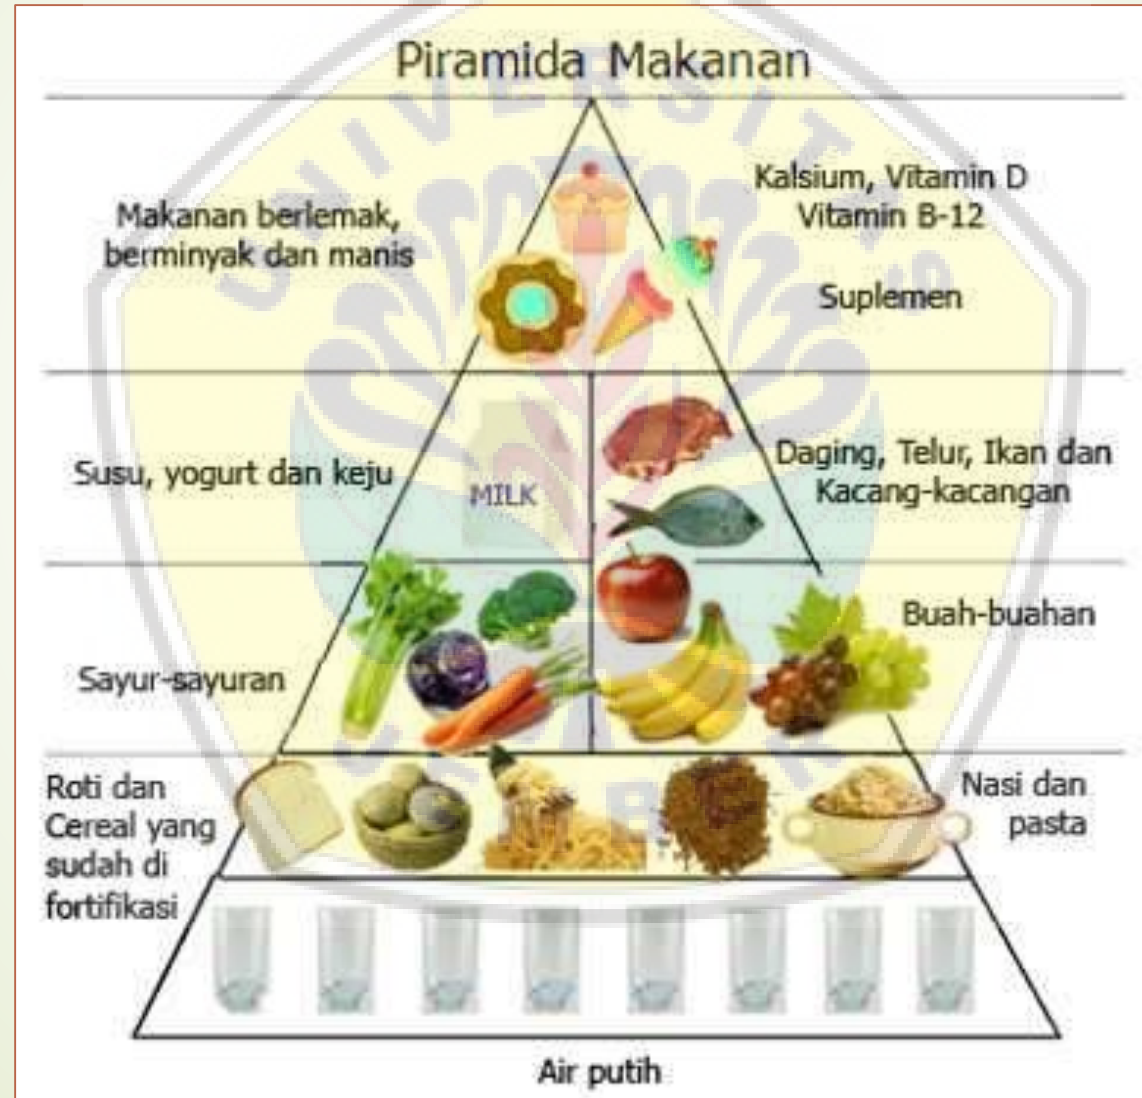 Piramida Makanan
Makanan berlemak,
berminyak dan manis
Kalsium, Vitamin D
Vitamin B-12
Suplemen
Susu, yogurt dan keju
MILK
Daging, Telur, Ikan dan
Kacang-kacangan
Sayur-sayuran
Buah-buahan
Roti dan
Cereal yang
sudah di
fortifikasi
Nasi dan
pasta
Air putih
UNIVERSITAS
JEMBER